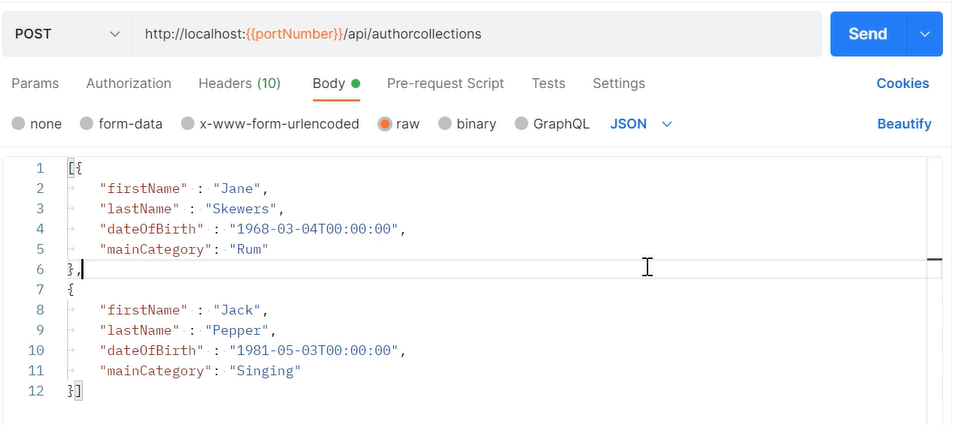 POST http://localhost:{{portNumber}}/api/authorcollections Send
Params Authorization Headers (10) Body Pre-request Script Tests Settings Cookies
none form-data x-www-form-urlencoded raw binary GraphQL JSON Beautify
1 [{
2 "firstName" : "Jane",
3 "lastName" : "Skewers",
4 "dateOfBirth" : "1968-03-04T00:00:00",
5 "mainCategory": "Rum"
6 },
7 {
8 "firstName" : "Jack",
9 "lastName" : "Pepper",
10 "dateOfBirth" : "1981-05-03T00:00:00",
11 "mainCategory": "Singing"
12 }]